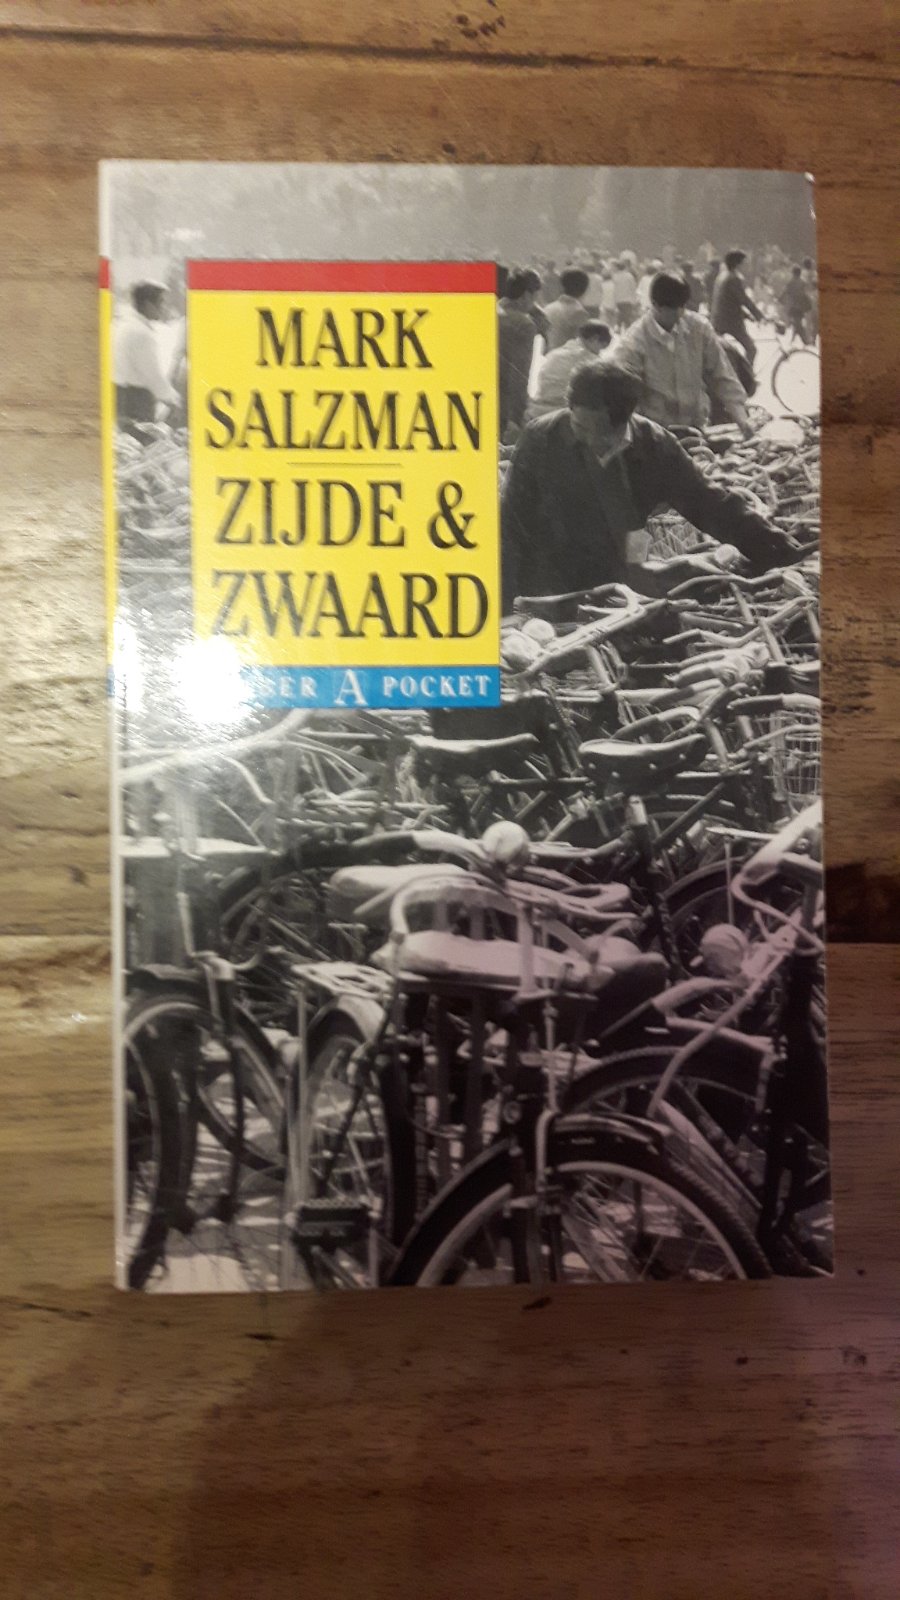 MARK
SALZMAN
ZIJDE &
ZWAARD
A POCKET